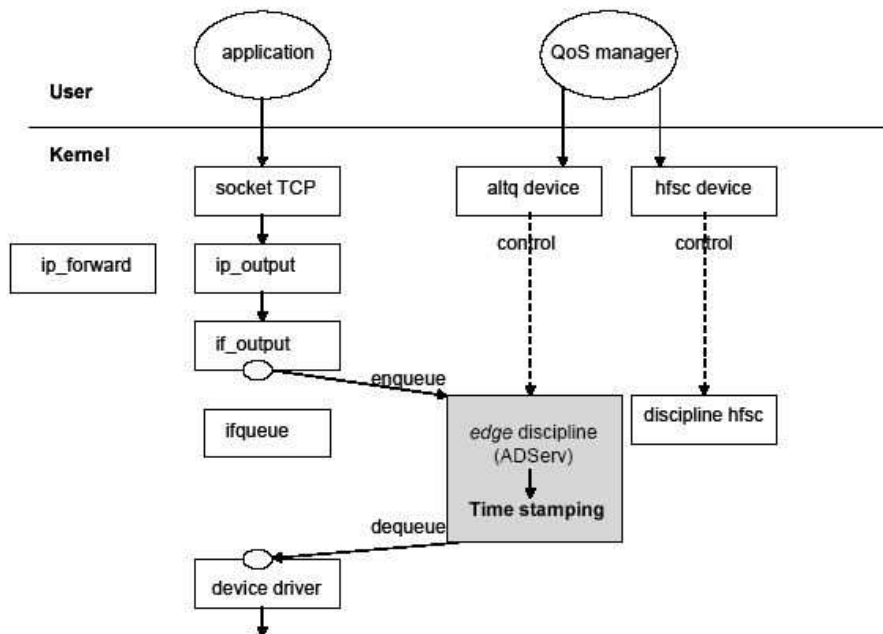 application
QoS manager
User
Kernel
socket TCP
altq device
hfsc device
control
control
ip_forward
ip_output
if_output
enqueue
ifqueue
edge discipline
(ADServ)
discipline hfsc
Time stamping
dequeue
device driver